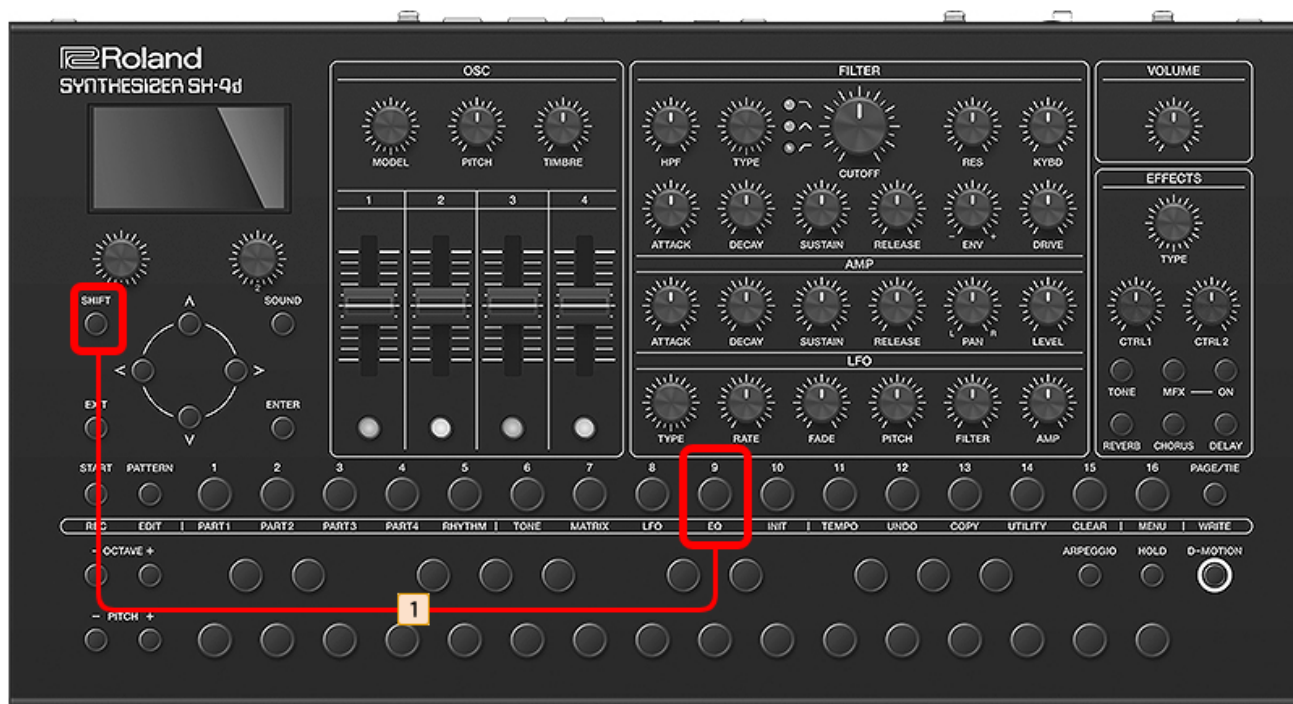 Roland
SYNTHESIZER SH-4d
OSC
MODEL PITCH TIMBRE
1 2 3 4
FILTER
HPF TYPE CUTOFF RES KYBD
ATTACK DECAY SUSTAIN RELEASE - ENV + DRIVE
AMP
ATTACK DECAY SUSTAIN RELEASE L PAN R LEVEL
LFO
TYPE RATE FADE PITCH FILTER AMP
VOLUME
EFFECTS
TYPE
CTRL1 CTRL2
TONE MFX ON
REVERB CHORUS DELAY
2
SHIFT SOUND
EXIT ENTER
START PATTERN 1 2 3 4 5 6 7 8 9 10 11 12 13 14 15 16 PAGE/TIE
REC EDIT | PART1 PART2 PART3 PART4 RHYTHM | TONE MATRIX LFO EQ INIT | TEMPO UNDO COPY UTILITY CLEAR | MENU | WRITE
- OCTAVE + ARPEGGIO HOLD D-MOTION
1
- PITCH +